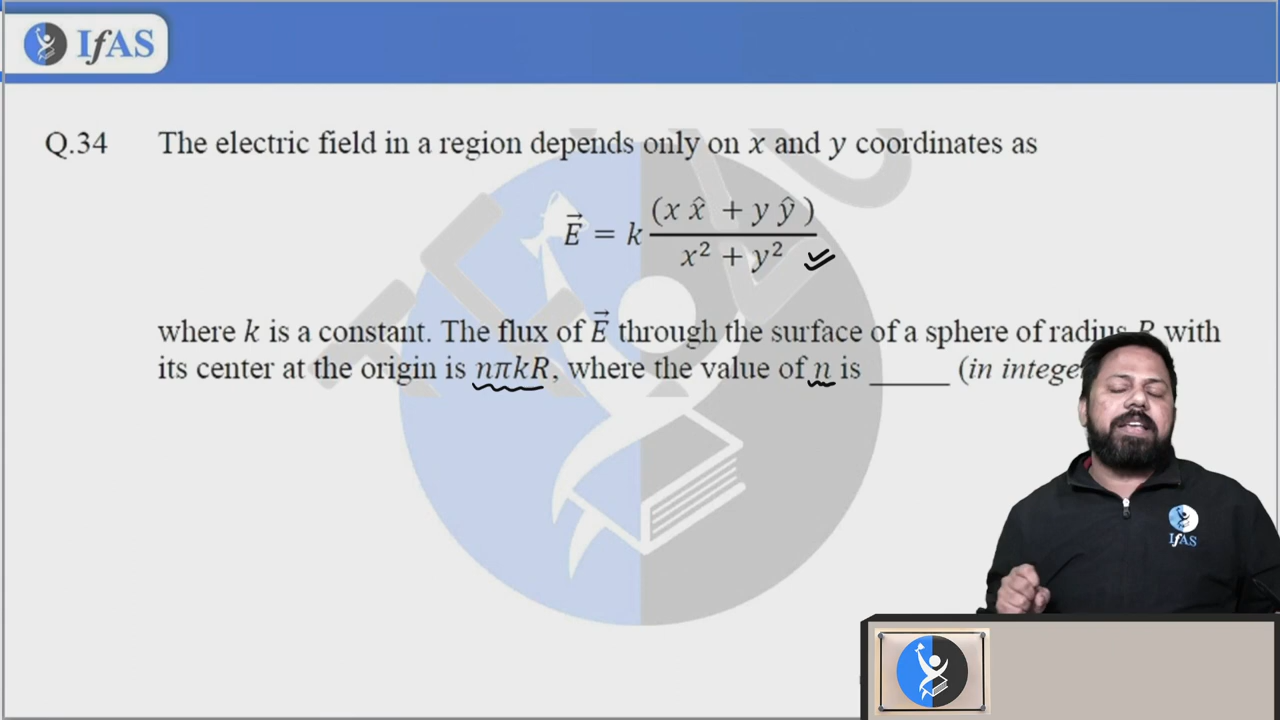 IfAS
Q.34 The electric field in a region depends only on x and y coordinates as
E⃗ = k (x x̂ + y ŷ) / (x² + y²)
where k is a constant. The flux of E⃗ through the surface of a sphere of radius R with
its center at the origin is nπkR, where the value of n is _____ (in intege
IfAS